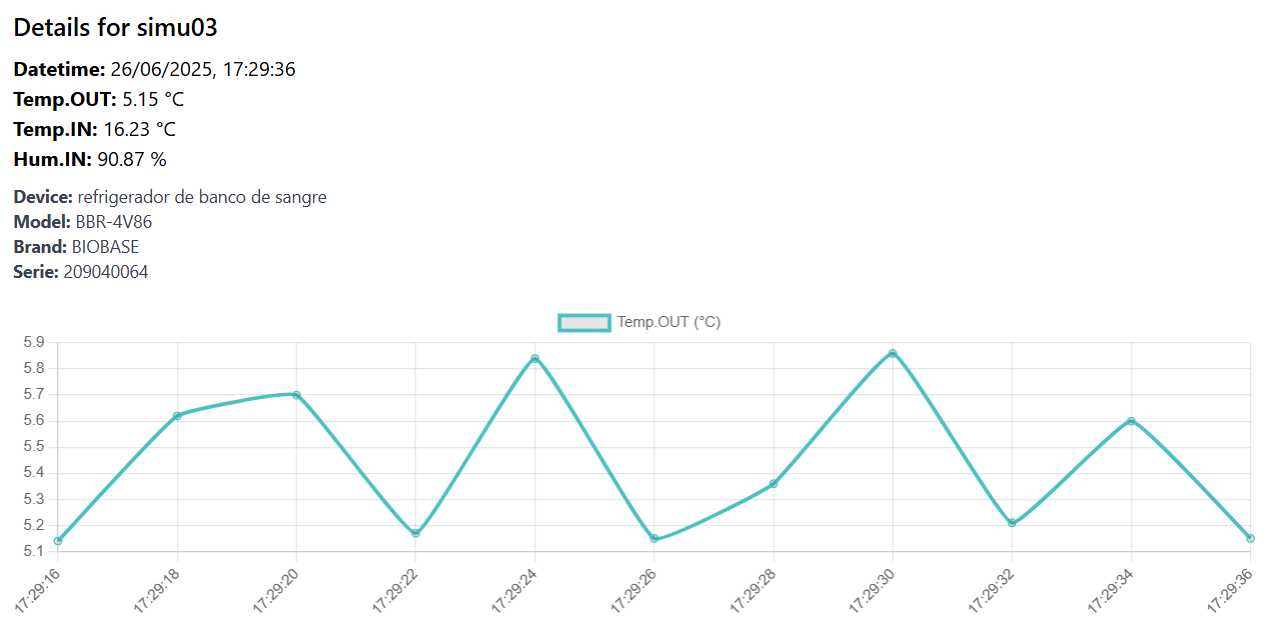 Details for simu03
Datetime: 26/06/2025, 17:29:36
Temp.OUT: 5.15 °C
Temp.IN: 16.23 °C
Hum.IN: 90.87 %
Device: refrigerador de banco de sangre
Model: BBR-4V86
Brand: BIOBASE
Serie: 209040064
Temp.OUT (°C)
5.9
5.8
5.7
5.6
5.5
5.4
5.3
5.2
5.1
17:29:16
17:29:18
17:29:20
17:29:22
17:29:24
17:29:26
17:29:28
17:29:30
17:29:32
17:29:34
17:29:36